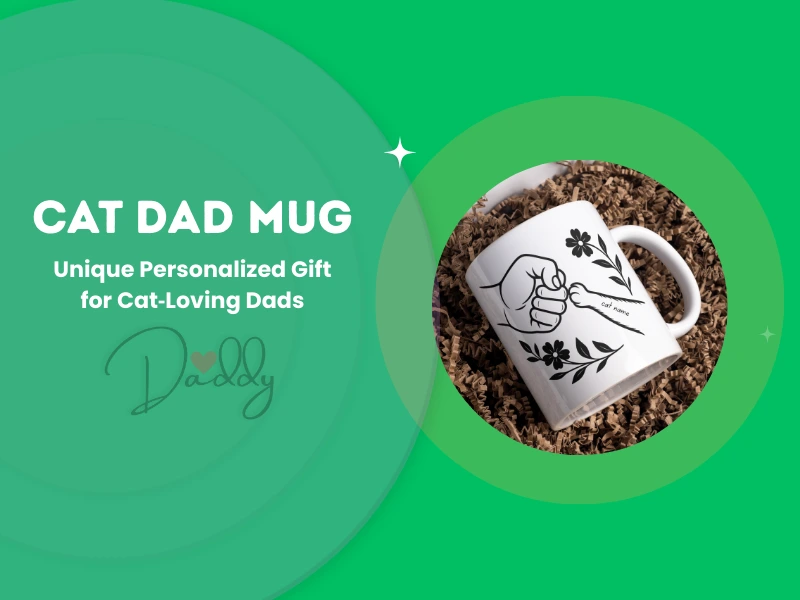 CAT DAD MUG
Unique Personalized Gift
for Cat-Loving Dads
Daddy
cat name